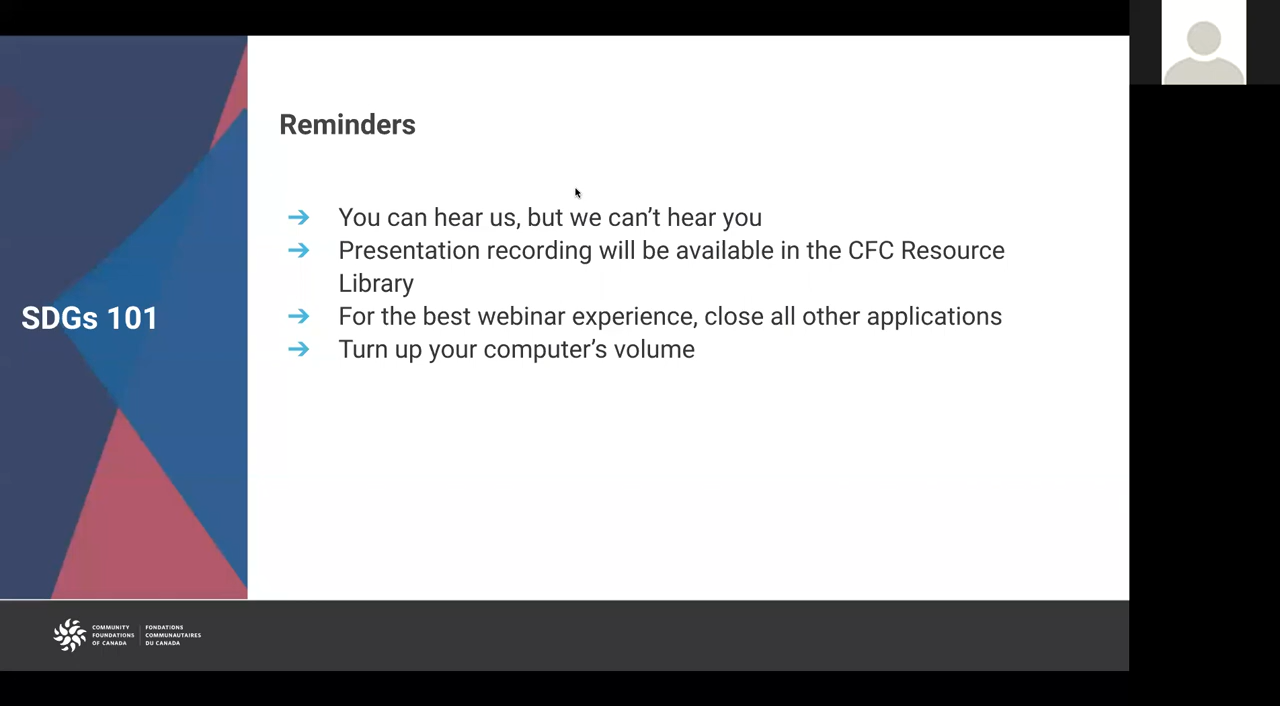 Reminders
➔ You can hear us, but we can’t hear you
➔ Presentation recording will be available in the CFC Resource
Library
➔ For the best webinar experience, close all other applications
➔ Turn up your computer’s volume
SDGs 101
COMMUNITY
FOUNDATIONS
OF CANADA
FONDATIONS
COMMUNAUTAIRES
DU CANADA